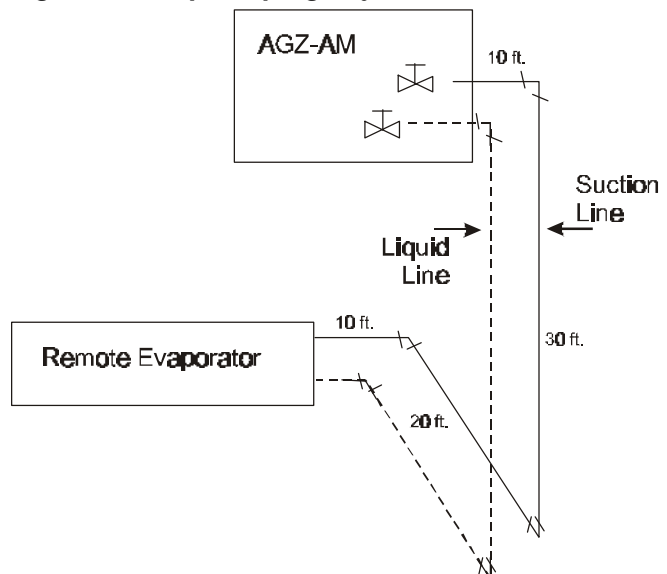 AGZ-AM
10 ft.
Suction
Line
Liquid
Line
10 ft.
30 ft.
Remote Evaporator
20 ft.